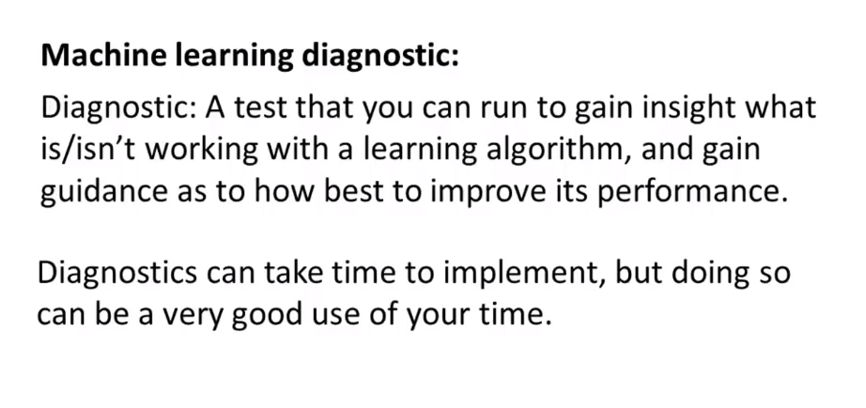 Machine learning diagnostic:
Diagnostic: A test that you can run to gain insight what
is/isn’t working with a learning algorithm, and gain
guidance as to how best to improve its performance.
Diagnostics can take time to implement, but doing so
can be a very good use of your time.